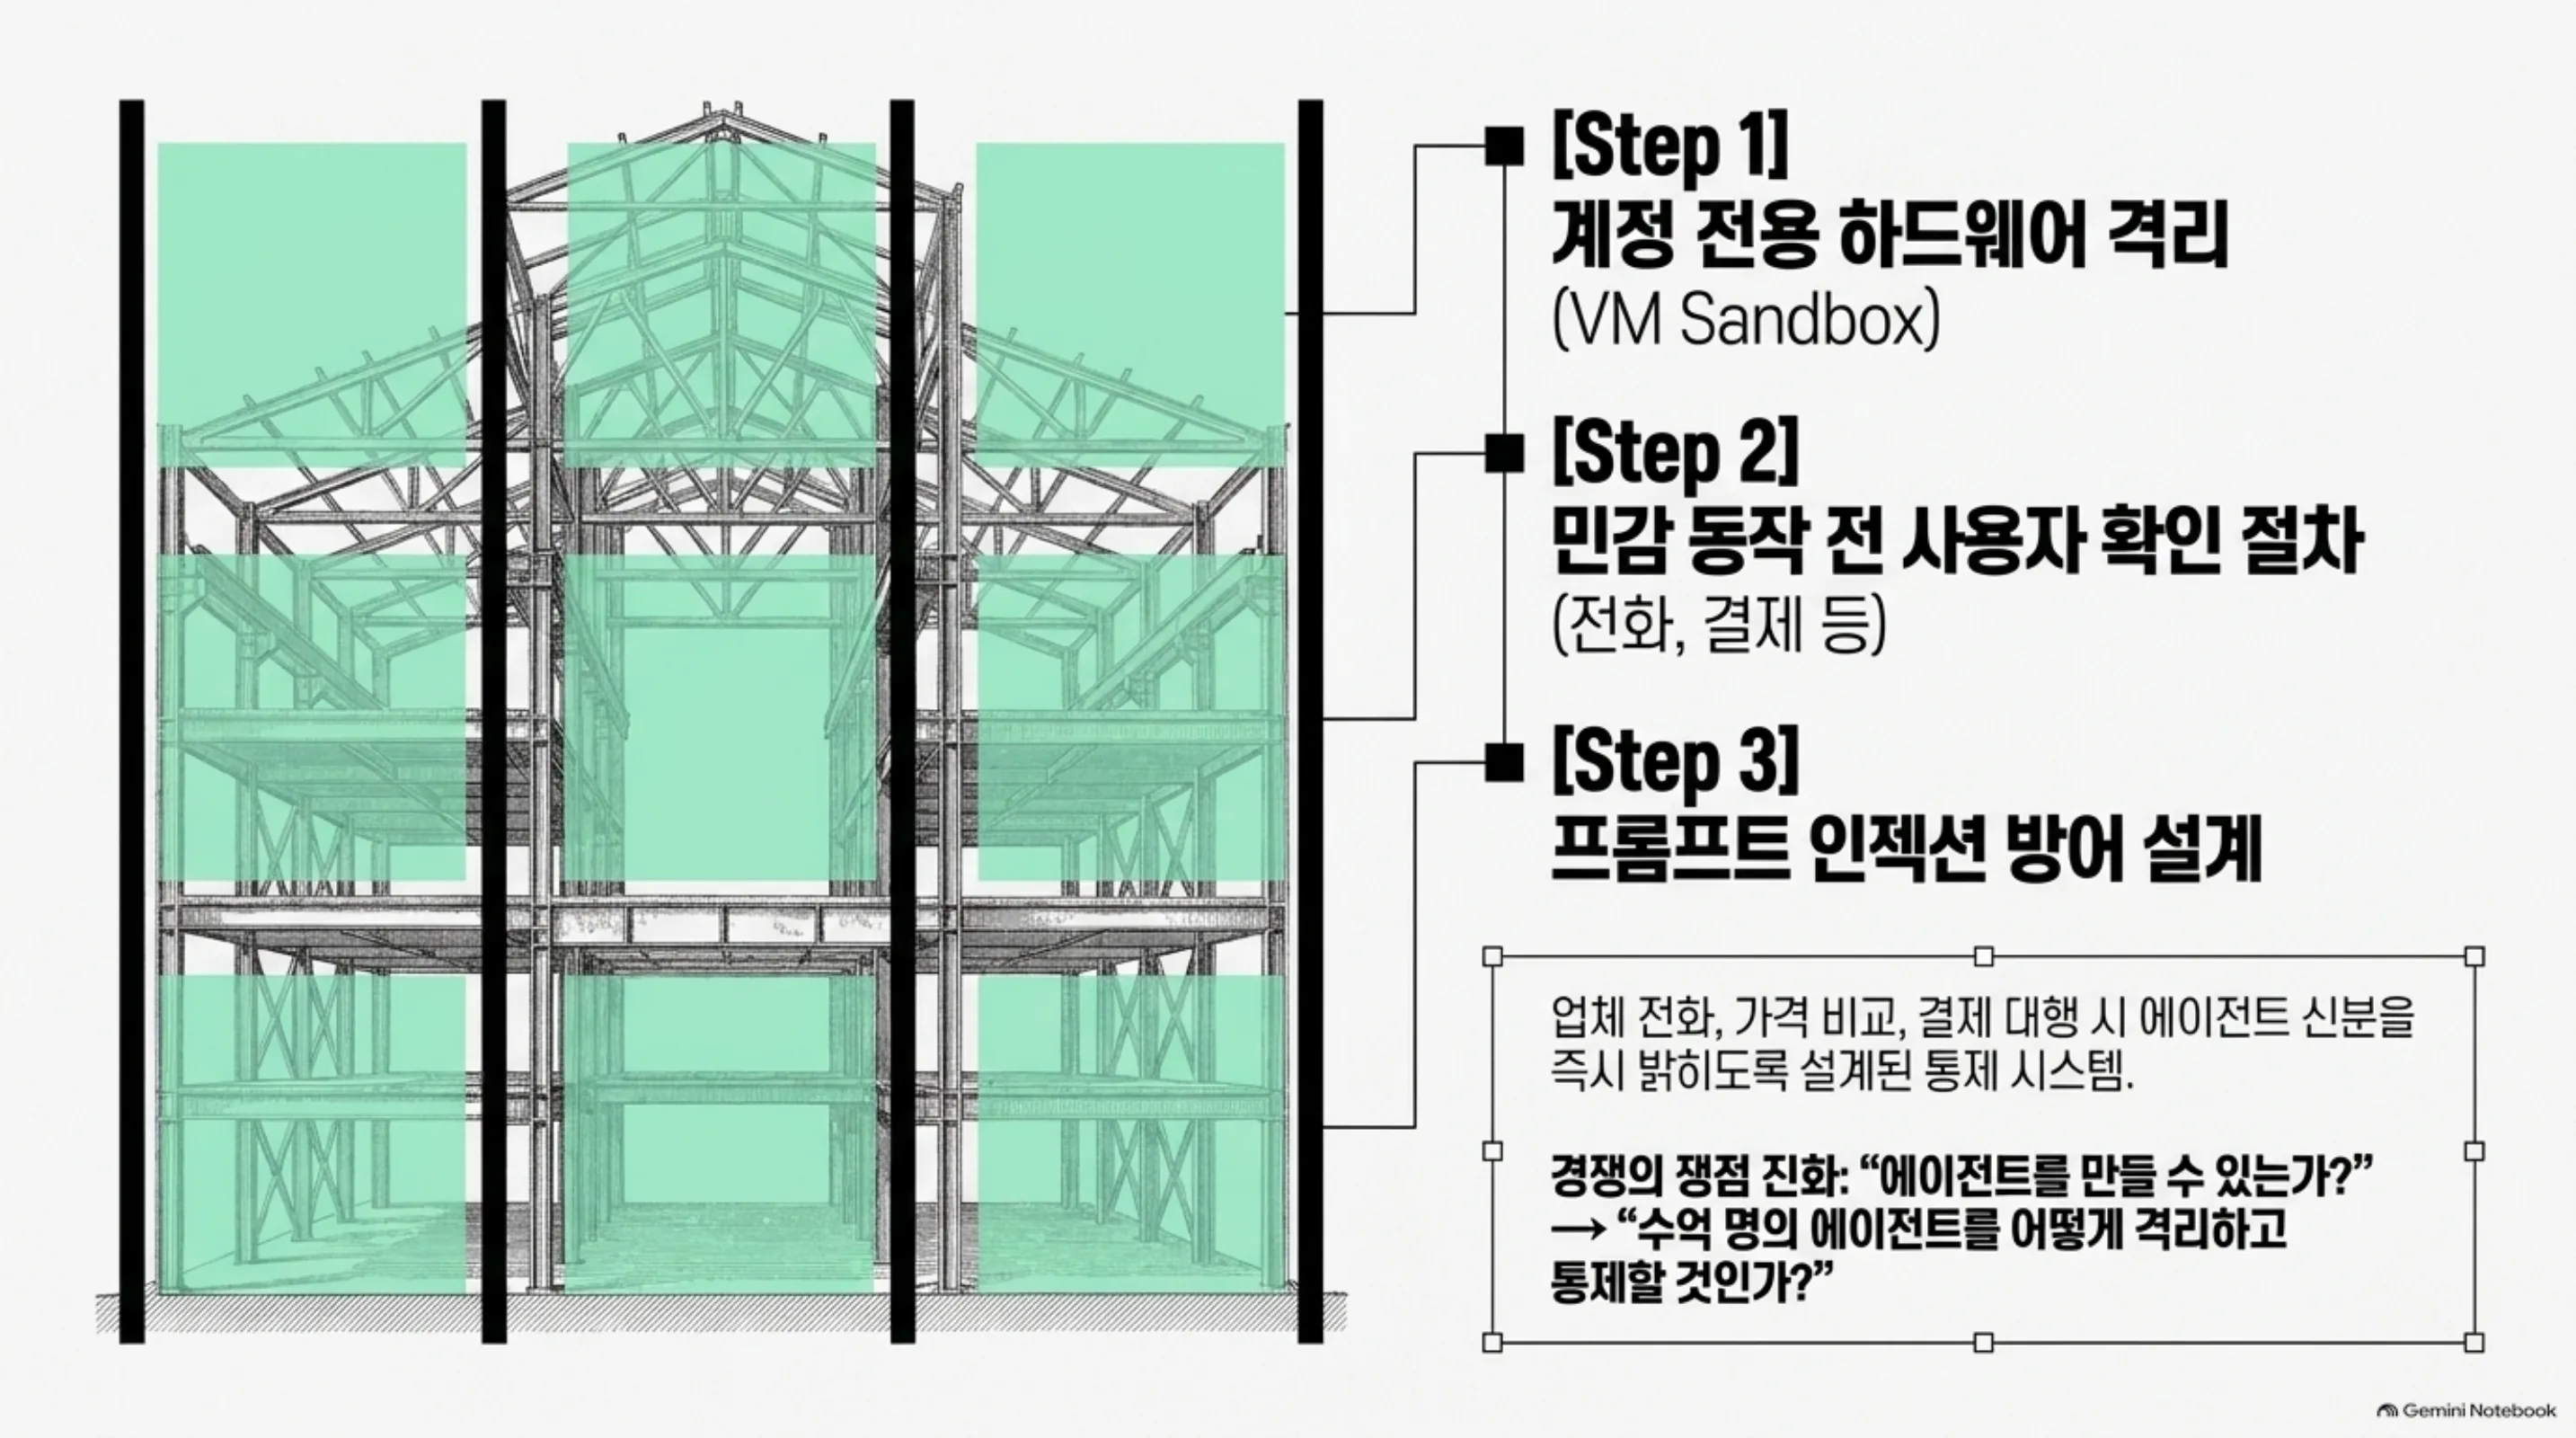 [Step 1]
계정 전용 하드웨어 격리
(VM Sandbox)
[Step 2]
민감 동작 전 사용자 확인 절차
(전화, 결제 등)
[Step 3]
프롬프트 인젝션 방어 설계
업체 전화, 가격 비교, 결제 대행 시 에이전트 신분을
즉시 밝히도록 설계된 통제 시스템.
경쟁의 쟁점 진화: “에이전트를 만들 수 있는가?”
→ “수억 명의 에이전트를 어떻게 격리하고
통제할 것인가?”
Gemini Notebook